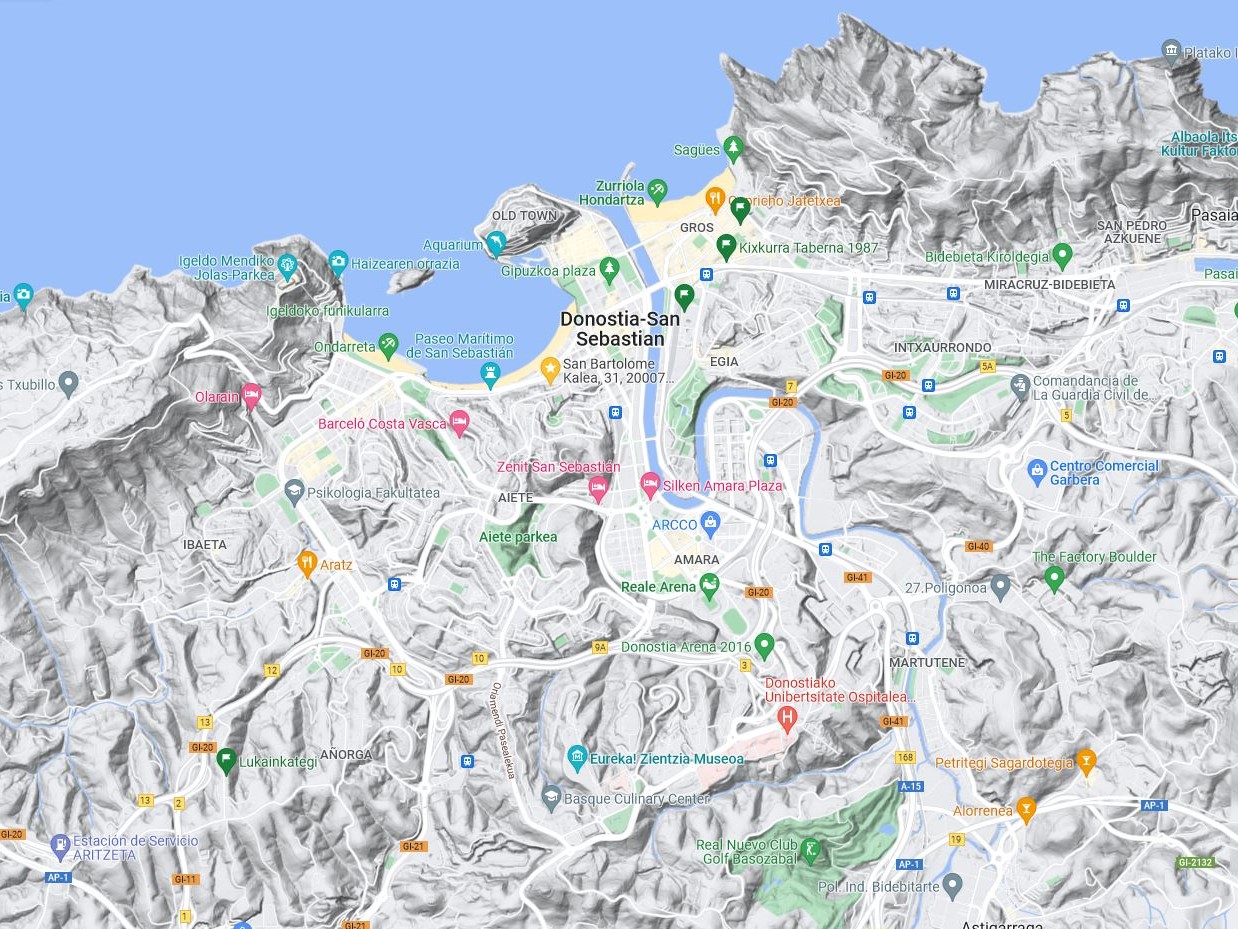 Platako I
Albaola Its
Kultur Fakto
Sagües
Zurriola
Hondartza
Capricho Jatetxea
OLD TOWN
GROS
SAN PEDRO
AZKUENE
Pasaia
Aquarium
Kixkurra Taberna 1987
Bidebieta Kiroldegia
Igeldo Mendiko
Jolas-Parkea
Haizearen orrazia
Gipuzkoa plaza
Pasai
MIRACRUZ-BIDEBIETA
ia
Igeldoko funikularra
Donostia-San
Sebastian
Ondarreta
Paseo Marítimo
de San Sebastián
INTXAURRONDO
San Bartolome
Kalea, 31, 20007...
EGIA
5A
GI-20
s Txubillo
7
Comandancia de
La Guardia Civil de...
Olarain
GI-20
5
Barceló Costa Vasca
Zenit San Sebastián
Centro Comercial
Garbera
Silken Amara Plaza
Psikologia Fakultatea
AIETE
ARCCO
Aiete parkea
IBAETA
GI-40
AMARA
The Factory Boulder
Aratz
GI-41
Reale Arena
GI-20
27.Poligonoa
Donostia Arena 2016
9A
GI-20
10
10
12
3
MARTUTENE
GI-20
Donostiako
Unibertsitate Ospitalea...
Oriamendi Pasealekua
13
GI-41
GI-20
AÑORGA
Lukainkategi
Eureka! Zientzia Museoa
168
Petritegi Sagardotegia
A-15
Basque Culinary Center
13
2
Alorrenea
AP-1
GI-20
Estación de Servicio
ARITZETA
GI-21
Real Nuevo Club
Golf Basozabal
19
AP-1
GI-2132
AP-1
GI-11
Pol. Ind. Bidebitarte
1
GI-21
Astigarraga